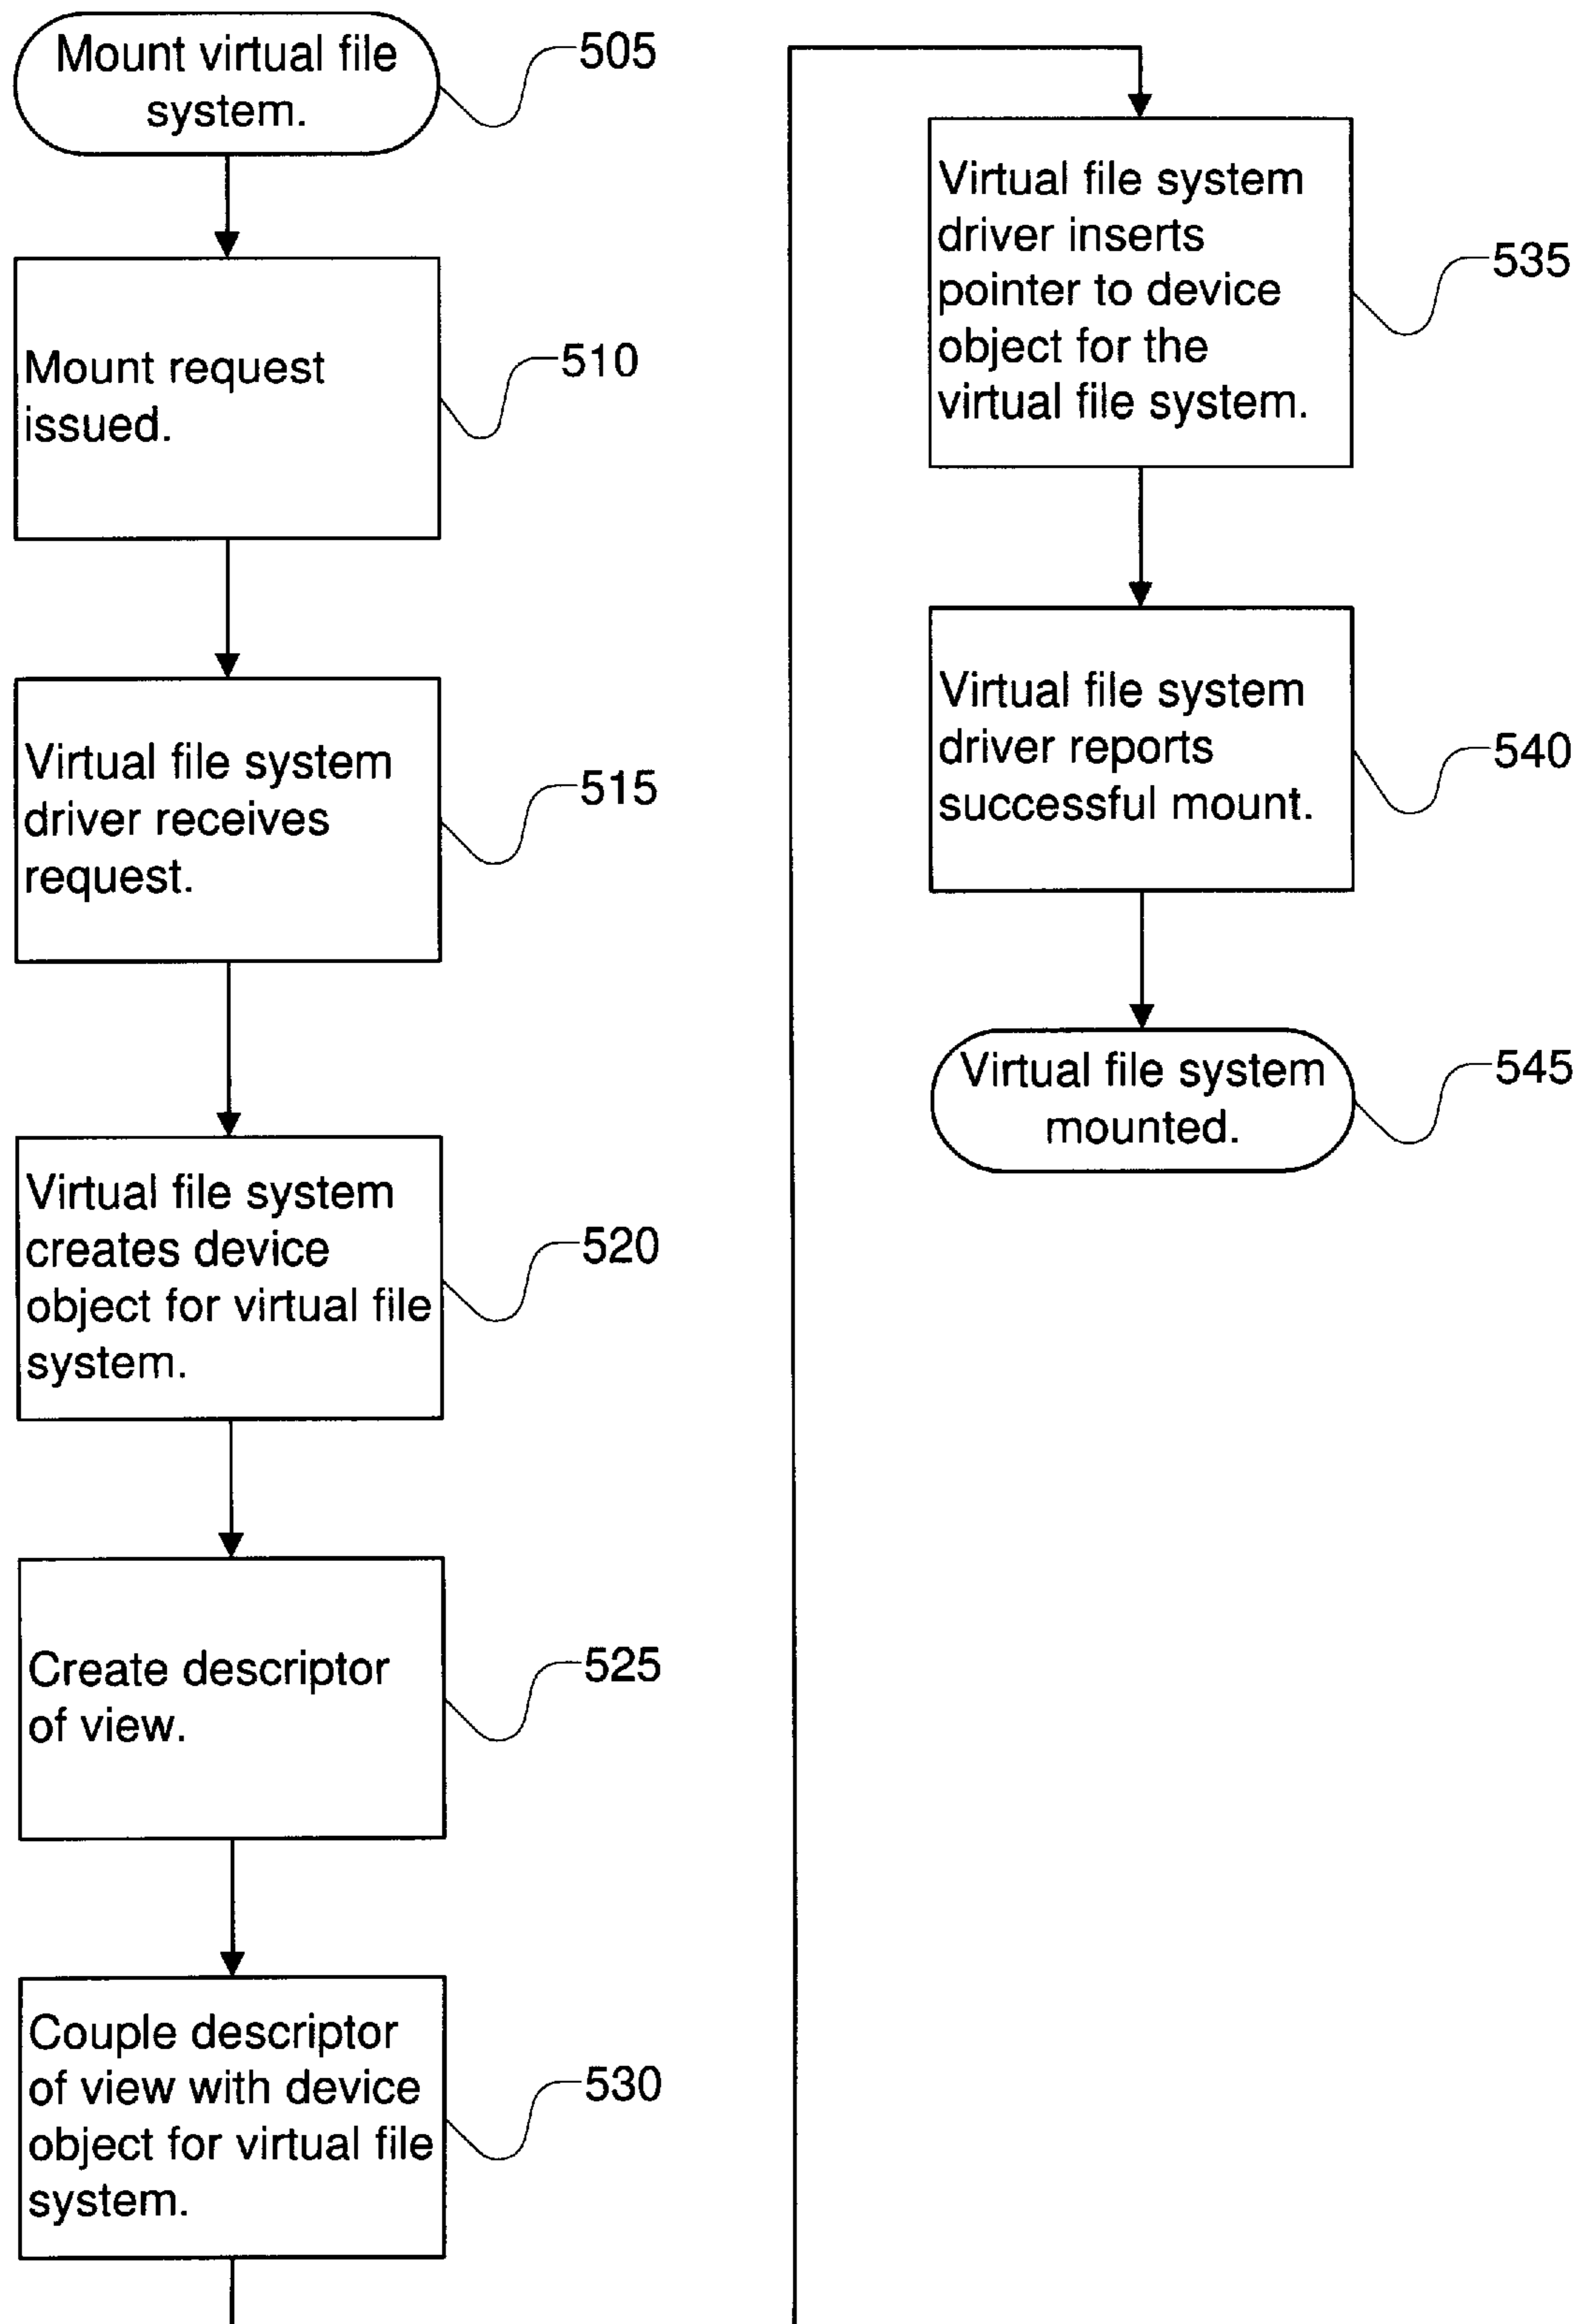 Mount virtual file
system.
505
Mount request
issued.
510
Virtual file system
driver receives
request.
515
Virtual file system
creates device
object for virtual file
system.
520
Create descriptor
of view.
525
Couple descriptor
of view with device
object for virtual file
system.
530
Virtual file system
driver inserts
pointer to device
object for the
virtual file system.
535
Virtual file system
driver reports
successful mount.
540
Virtual file system
mounted.
545